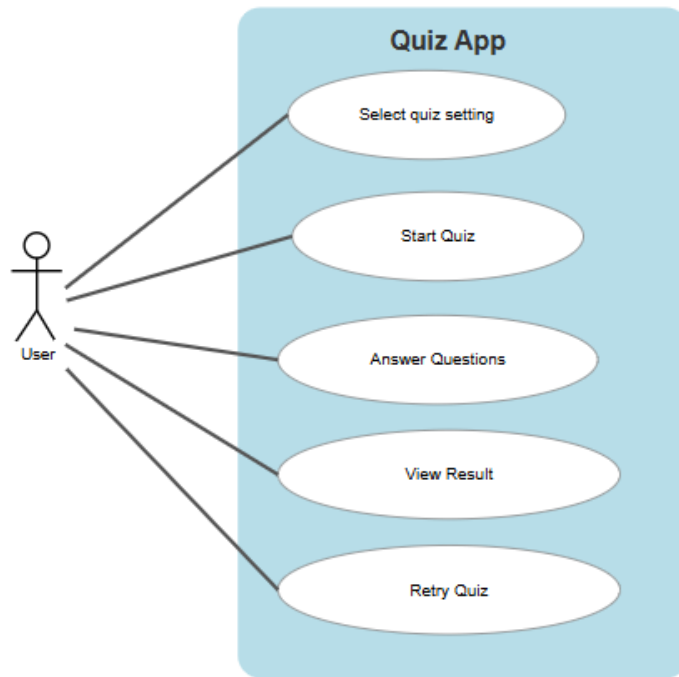 Quiz App
Select quiz setting
Start Quiz
User
Answer Questions
View Result
Retry Quiz